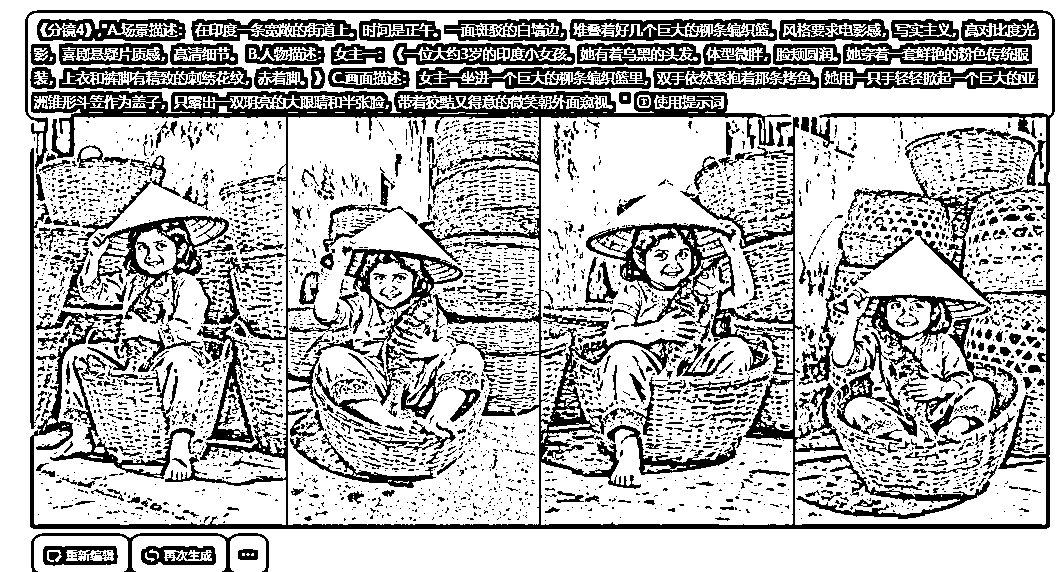 《分镜4》，"A.场景描述：在印度一条宽敞的街道上。时间是正午。一面斑驳的白墙边，堆叠着好几个巨大的柳条编织篮。风格要求电影感，写实主义，高对比度光
影，喜剧悬疑片质感，高清细节。B.人物描述：女主一：《一位大约3岁的印度小女孩。她有着乌黑的头发。体型微胖，脸颊圆润。她穿着一套鲜艳的粉色传统服
装，上衣和裤脚有精致的刺绣花纹，赤着脚。》C.画面描述：女主一坐进一个巨大的柳条编织篮里，双手依然紧抱着那条烤鱼。她用一只手轻轻掀起一个巨大的亚
洲锥形斗笠作为盖子，只露出一双明亮的大眼睛和半张脸，带着狡黠又得意的微笑朝外面窥视。" 使用提示词
重新编辑 再次生成